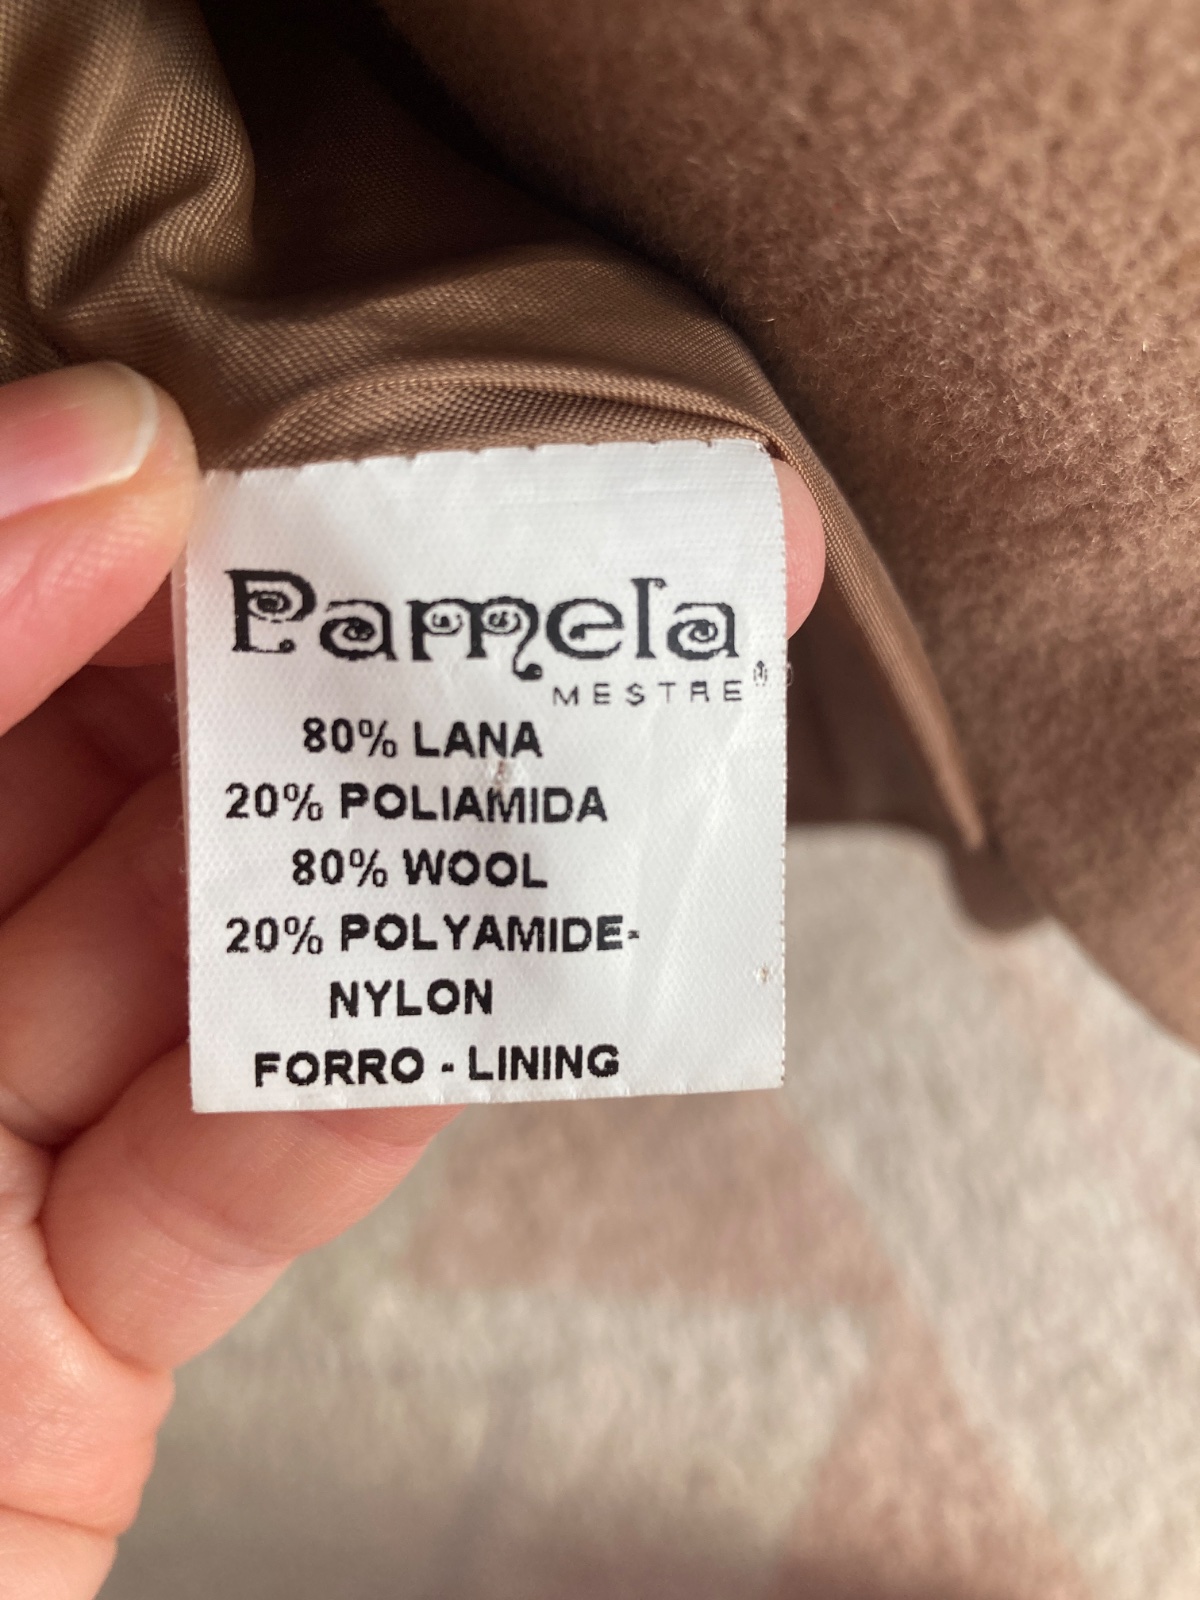 Pamela
MESTRE
80% LANA
20% POLIAMIDA
80% WOOL
20% POLYAMIDE-
NYLON
FORRO - LINING